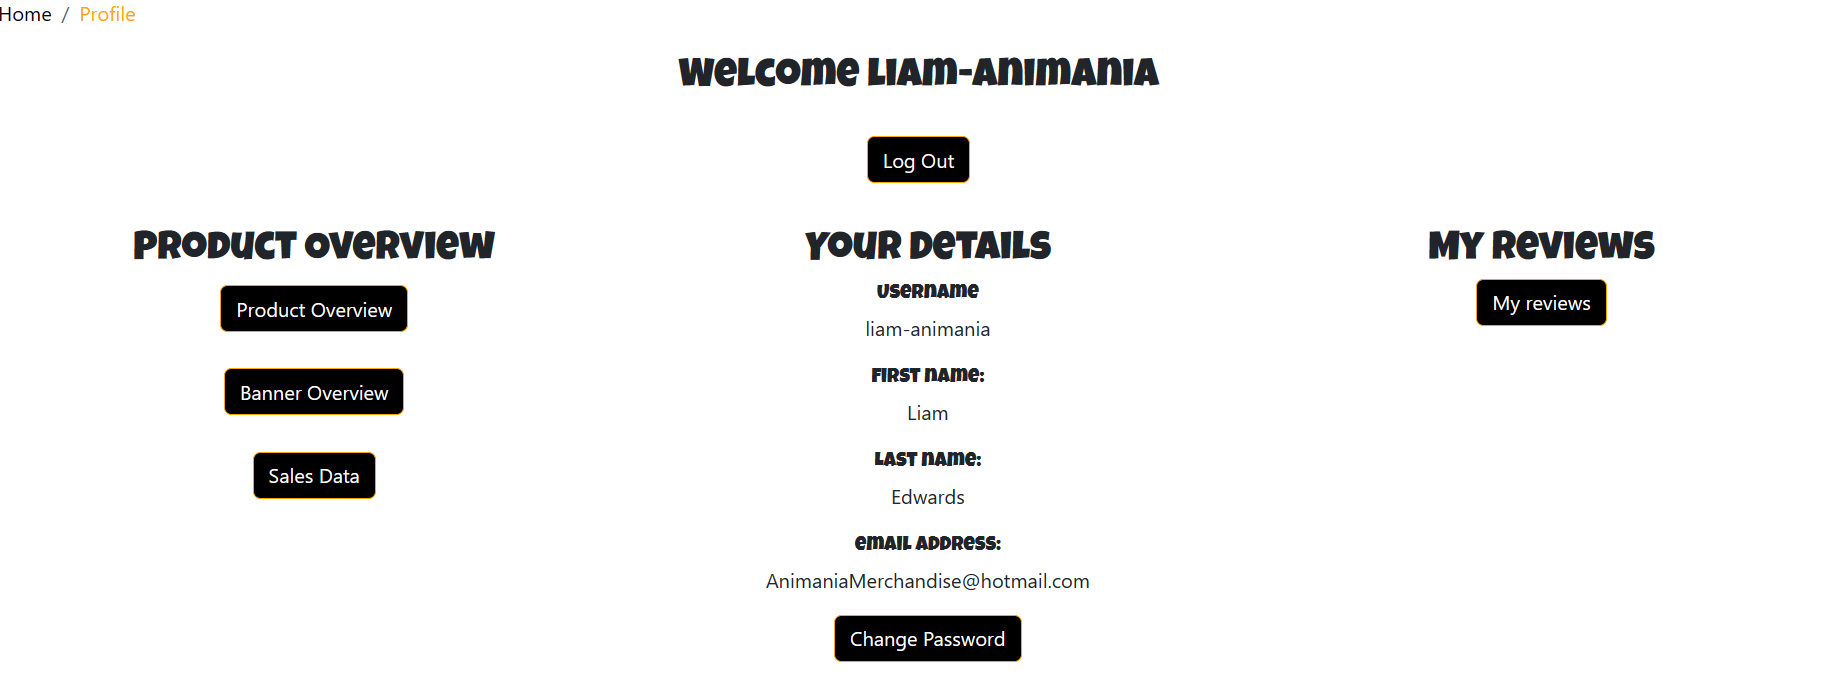 Home / Profile
Welcome liam-animania
Log Out
Product Overview
Product Overview
Banner Overview
Sales Data
Your Details
Username
liam-animania
First name:
Liam
Last name:
Edwards
Email Address:
AnimaniaMerchandise@hotmail.com
Change Password
My Reviews
My reviews